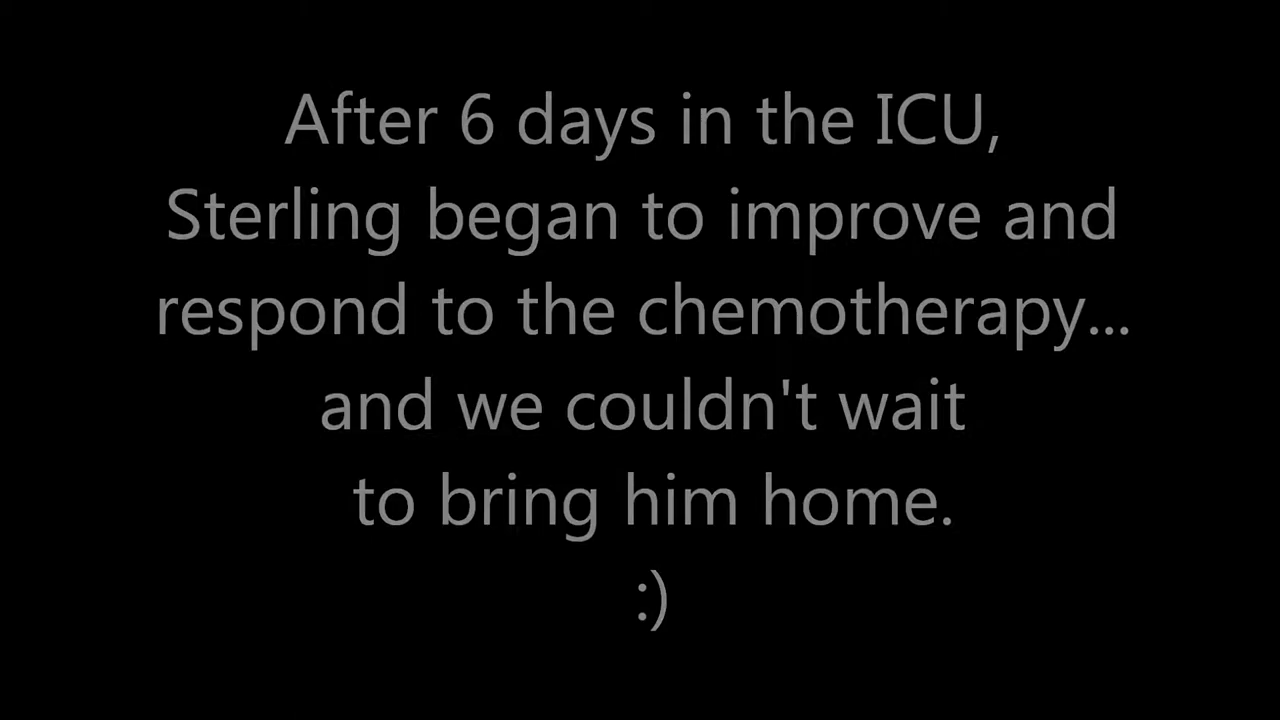 After 6 days in the ICU,
Sterling began to improve and
respond to the chemotherapy...
and we couldn't wait
to bring him home.
:)